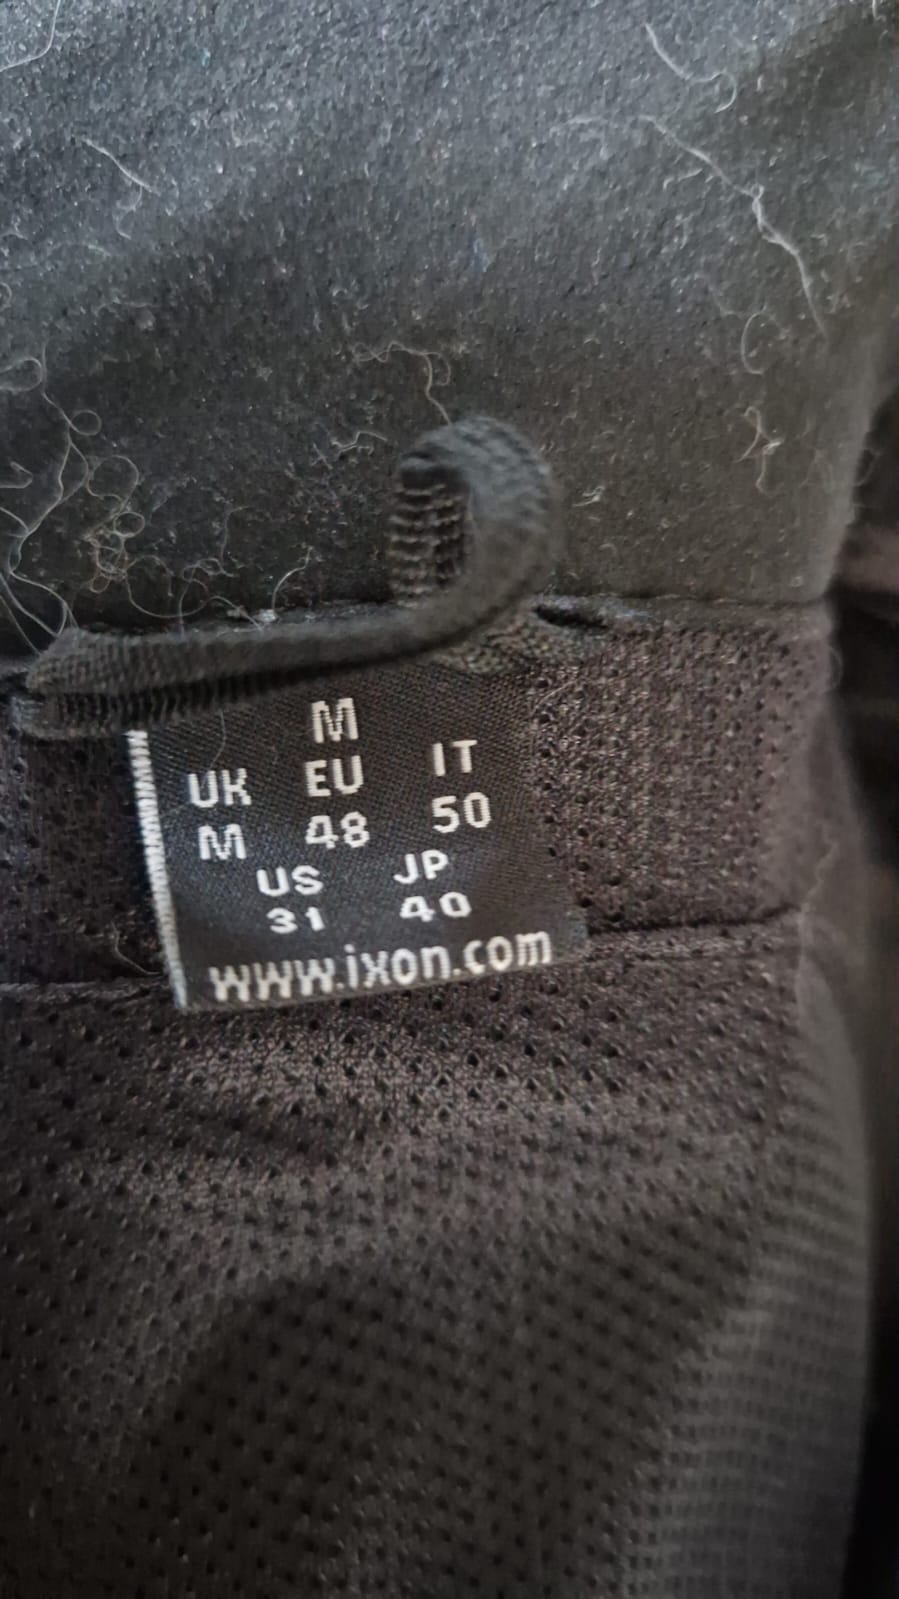 M
UK EU IT
M 48 50
US JP
31 40
www.ixon.com